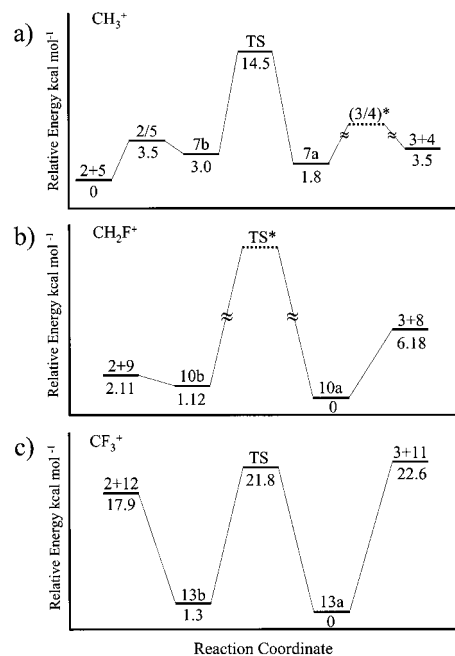 a)
CH₃⁺
Relative Energy kcal mol⁻¹
TS
14.5
(3/4)*
2/5
3.5
7b
3.0
7a
1.8
3+4
3.5
2+5
0
≈
≈
b)
CH₂F⁺
Relative Energy kcal mol⁻¹
TS*
≈
≈
3+8
6.18
2+9
2.11
10b
1.12
10a
0
c)
CF₃⁺
Relative Energy kcal mol⁻¹
TS
21.8
3+11
22.6
2+12
17.9
13b
1.3
13a
0
Reaction Coordinate